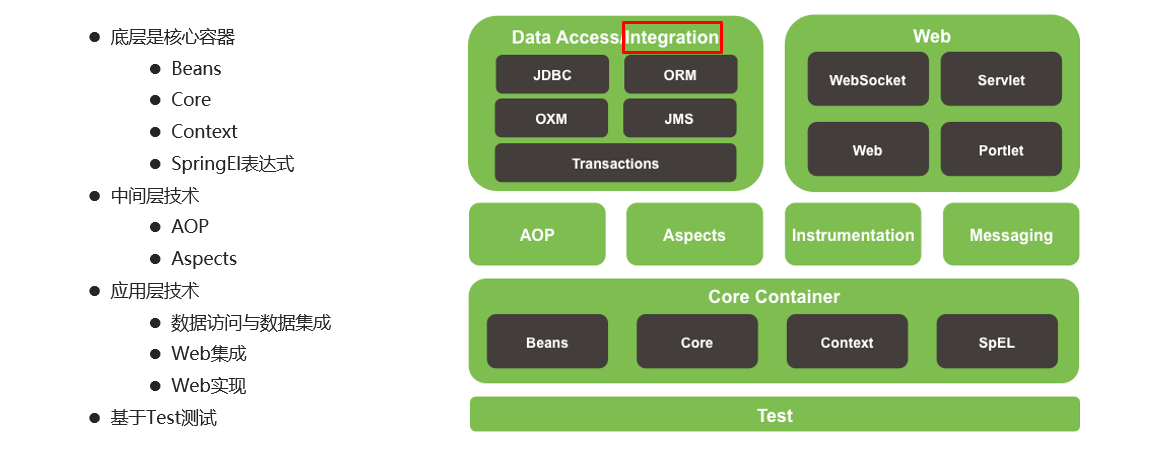 底层是核心容器
Beans
Core
Context
SpringEl表达式
中间层技术
AOP
Aspects
应用层技术
数据访问与数据集成
Web集成
Web实现
基于Test测试
Data Access/Integration
JDBC
ORM
OXM
JMS
Transactions
Web
WebSocket
Servlet
Web
Portlet
AOP
Aspects
Instrumentation
Messaging
Core Container
Beans
Core
Context
SpEL
Test